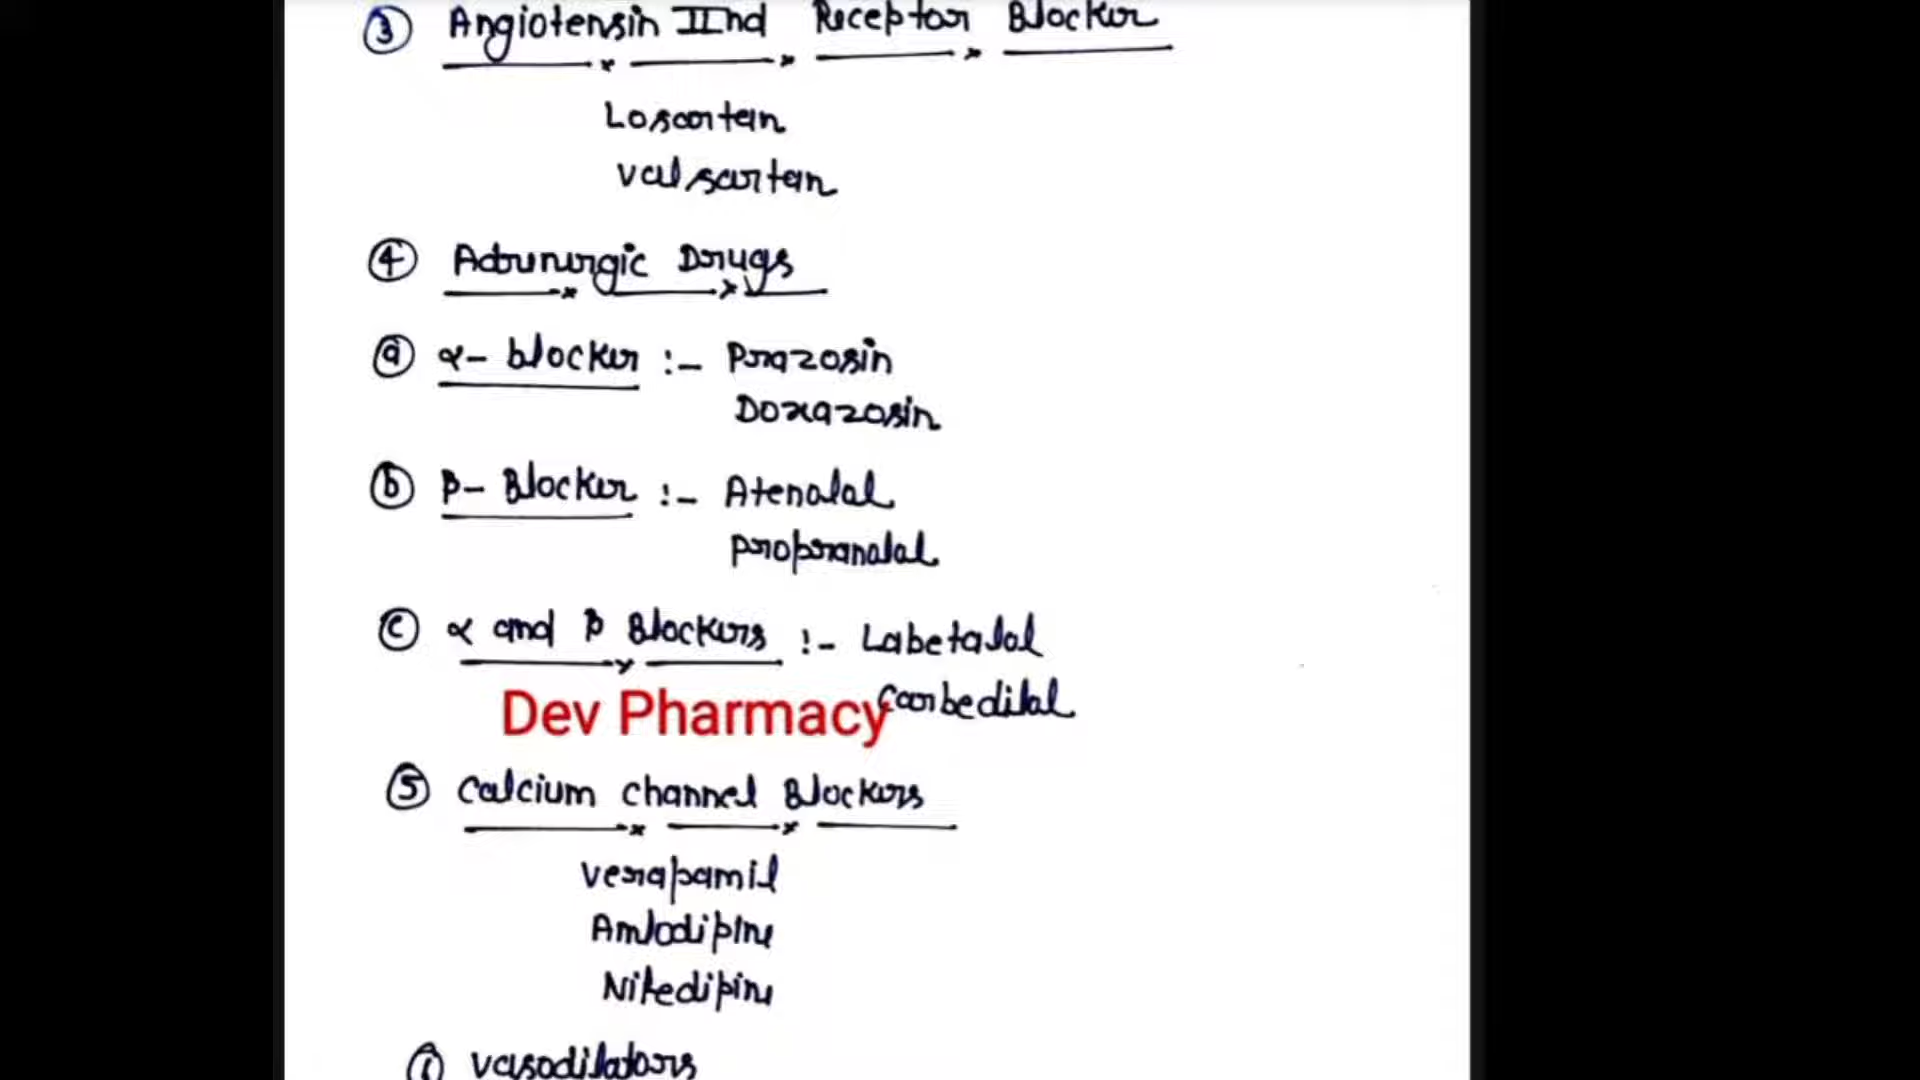 ③ Angiotensin IInd Receptor Blocker
Losartan
valsartan
④ Adrenergic Drugs
ⓐ α- blocker :- Prazosin
Doxazosin
ⓑ β- Blocker :- Atenolol
propranolol
ⓒ α and β Blockers :- Labetalol
Carbedilol
Dev Pharmacy
⑤ Calcium channel Blockers
Verapamil
Amlodipine
Nifedipine
vasodilators